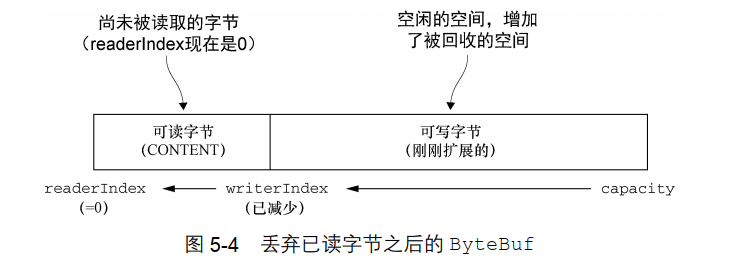 尚未被读取的字节
（readerIndex现在是0）
空闲的空间，增加
了被回收的空间
可读字节
(CONTENT)
可写字节
(刚刚扩展的)
readerIndex
(=0)
writerIndex
(已减少)
capacity
图 5-4 丢弃已读字节之后的 ByteBuf